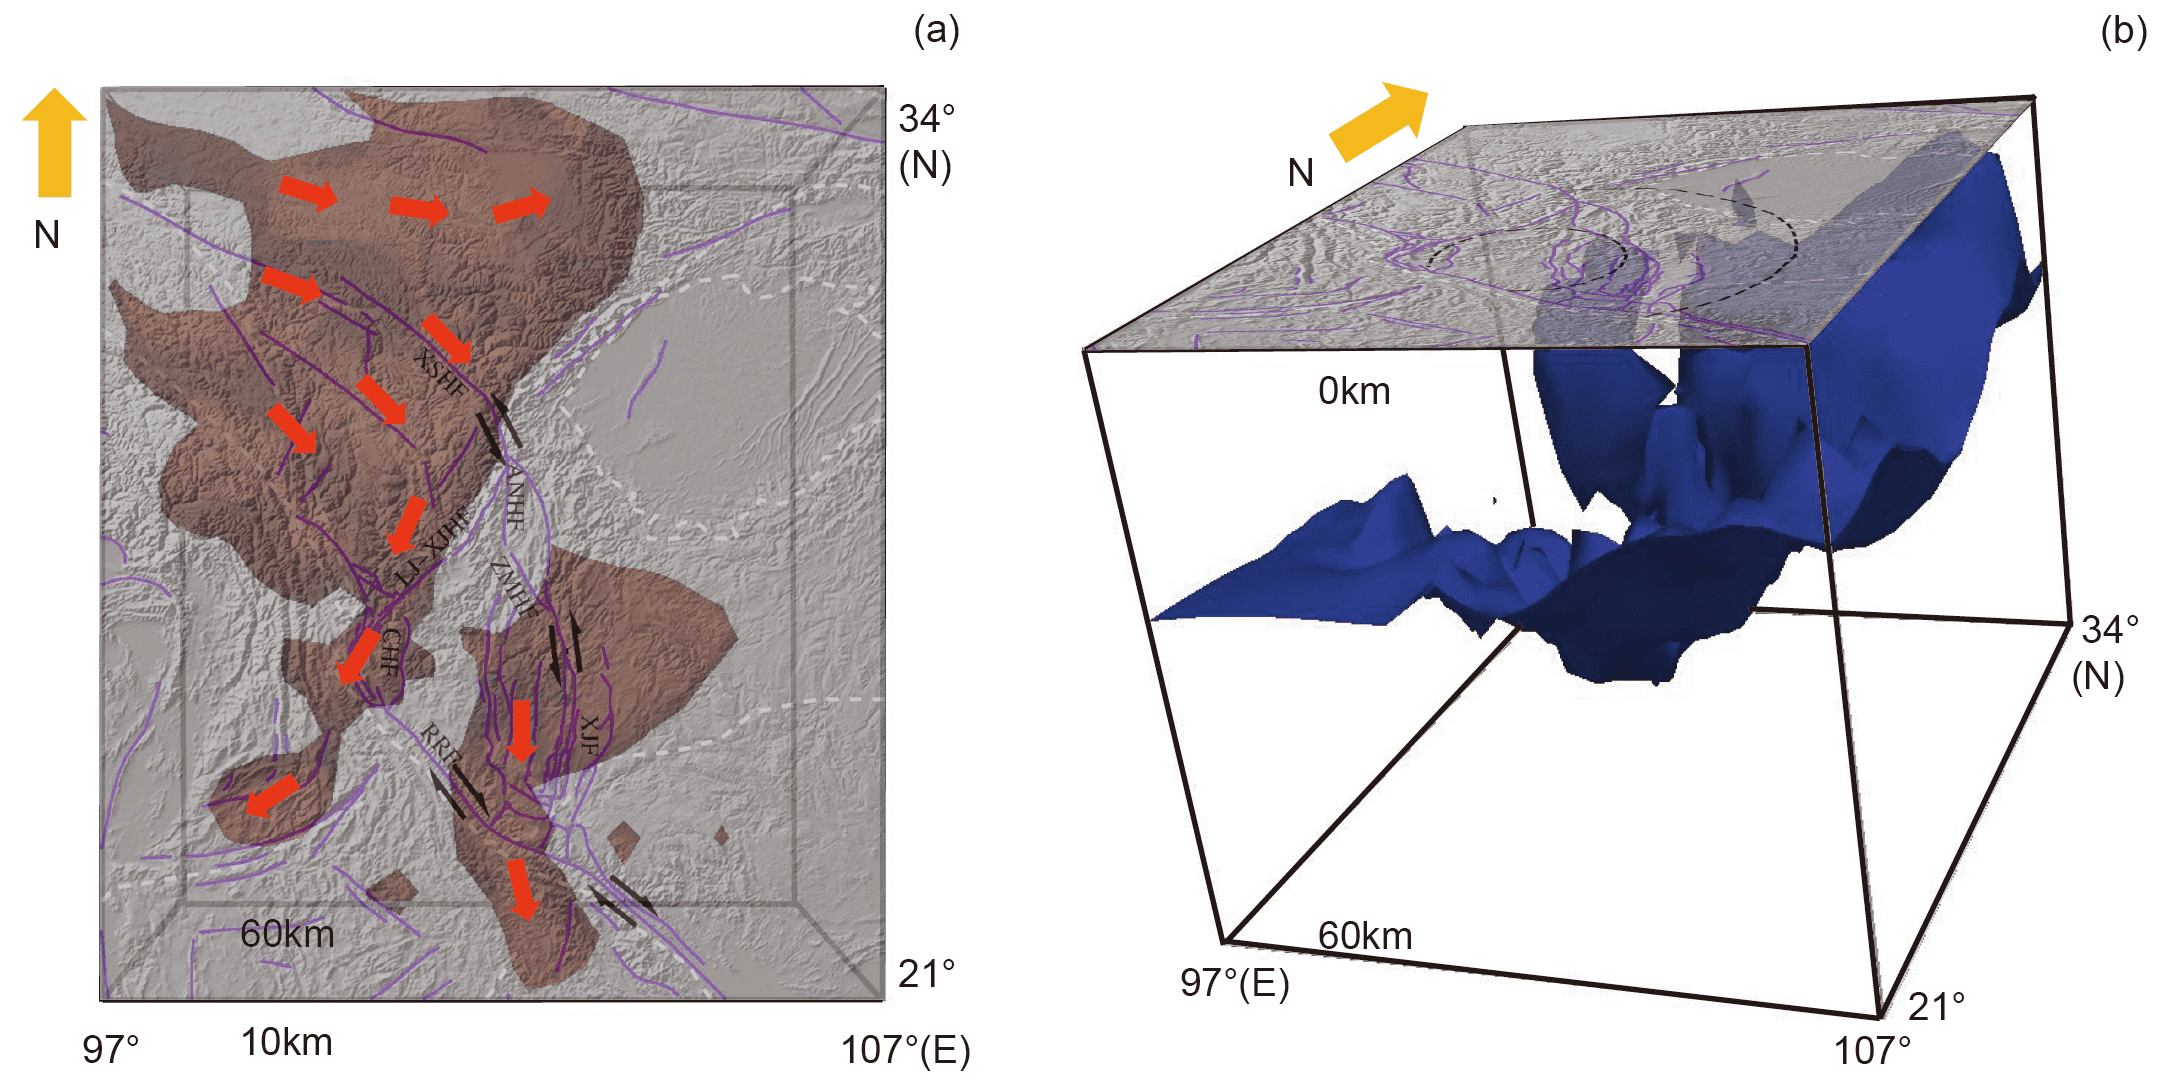 (a)
N
34°
(N)
XSHF
ANHF
LJ-XJHF
ZMHF
CHF
RRF
XJF
60km
21°
97°
10km
107°(E)
(b)
N
0km
34°
(N)
60km
97°(E)
21°
107°